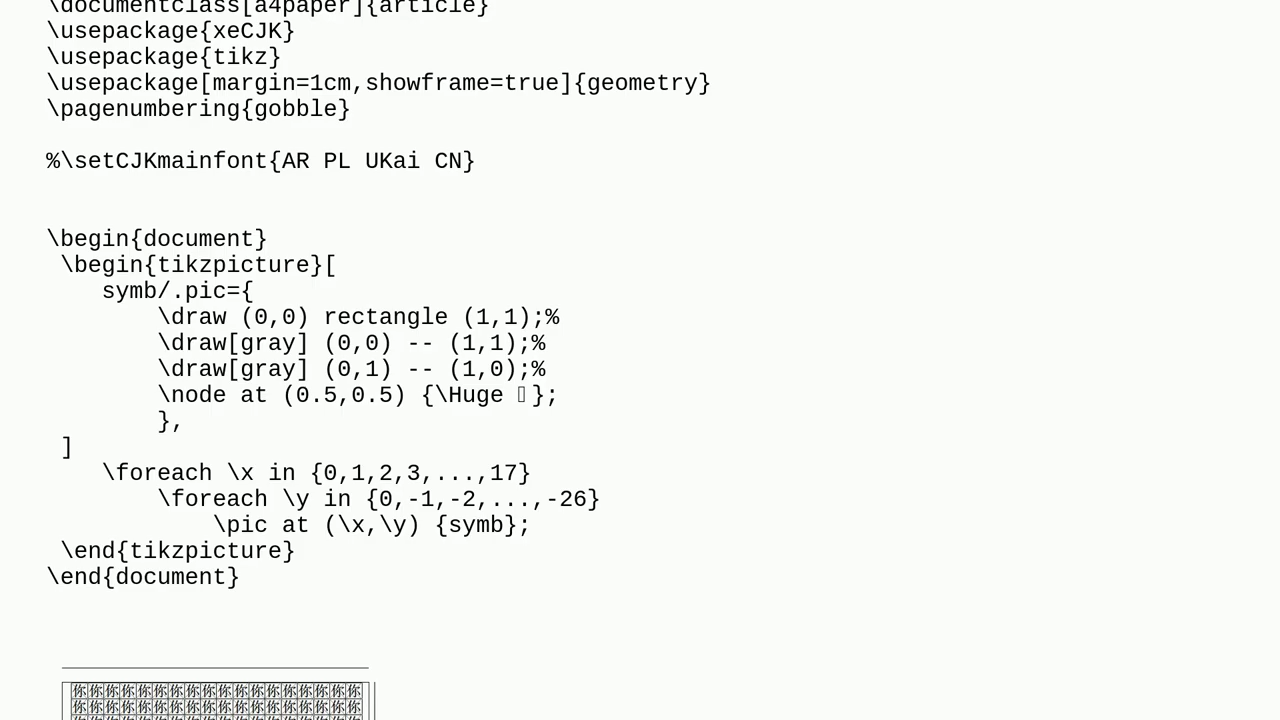 \documentclass[a4paper]{article}
\usepackage{xeCJK}
\usepackage{tikz}
\usepackage[margin=1cm,showframe=true]{geometry}
\pagenumbering{gobble}
%\setCJKmainfont{AR PL UKai CN}
\begin{document}
\begin{tikzpicture}[
symb/.pic={
\draw (0,0) rectangle (1,1);%
\draw[gray] (0,0) -- (1,1);%
\draw[gray] (0,1) -- (1,0);%
\node at (0.5,0.5) {\Huge };
},
]
\foreach \x in {0,1,2,3,...,17}
\foreach \y in {0,-1,-2,...,-26}
\pic at (\x,\y) {symb};
\end{tikzpicture}
\end{document}
你你你你你你你你你你你你你你你你你你
你你你你你你你你你你你你你你你你你你